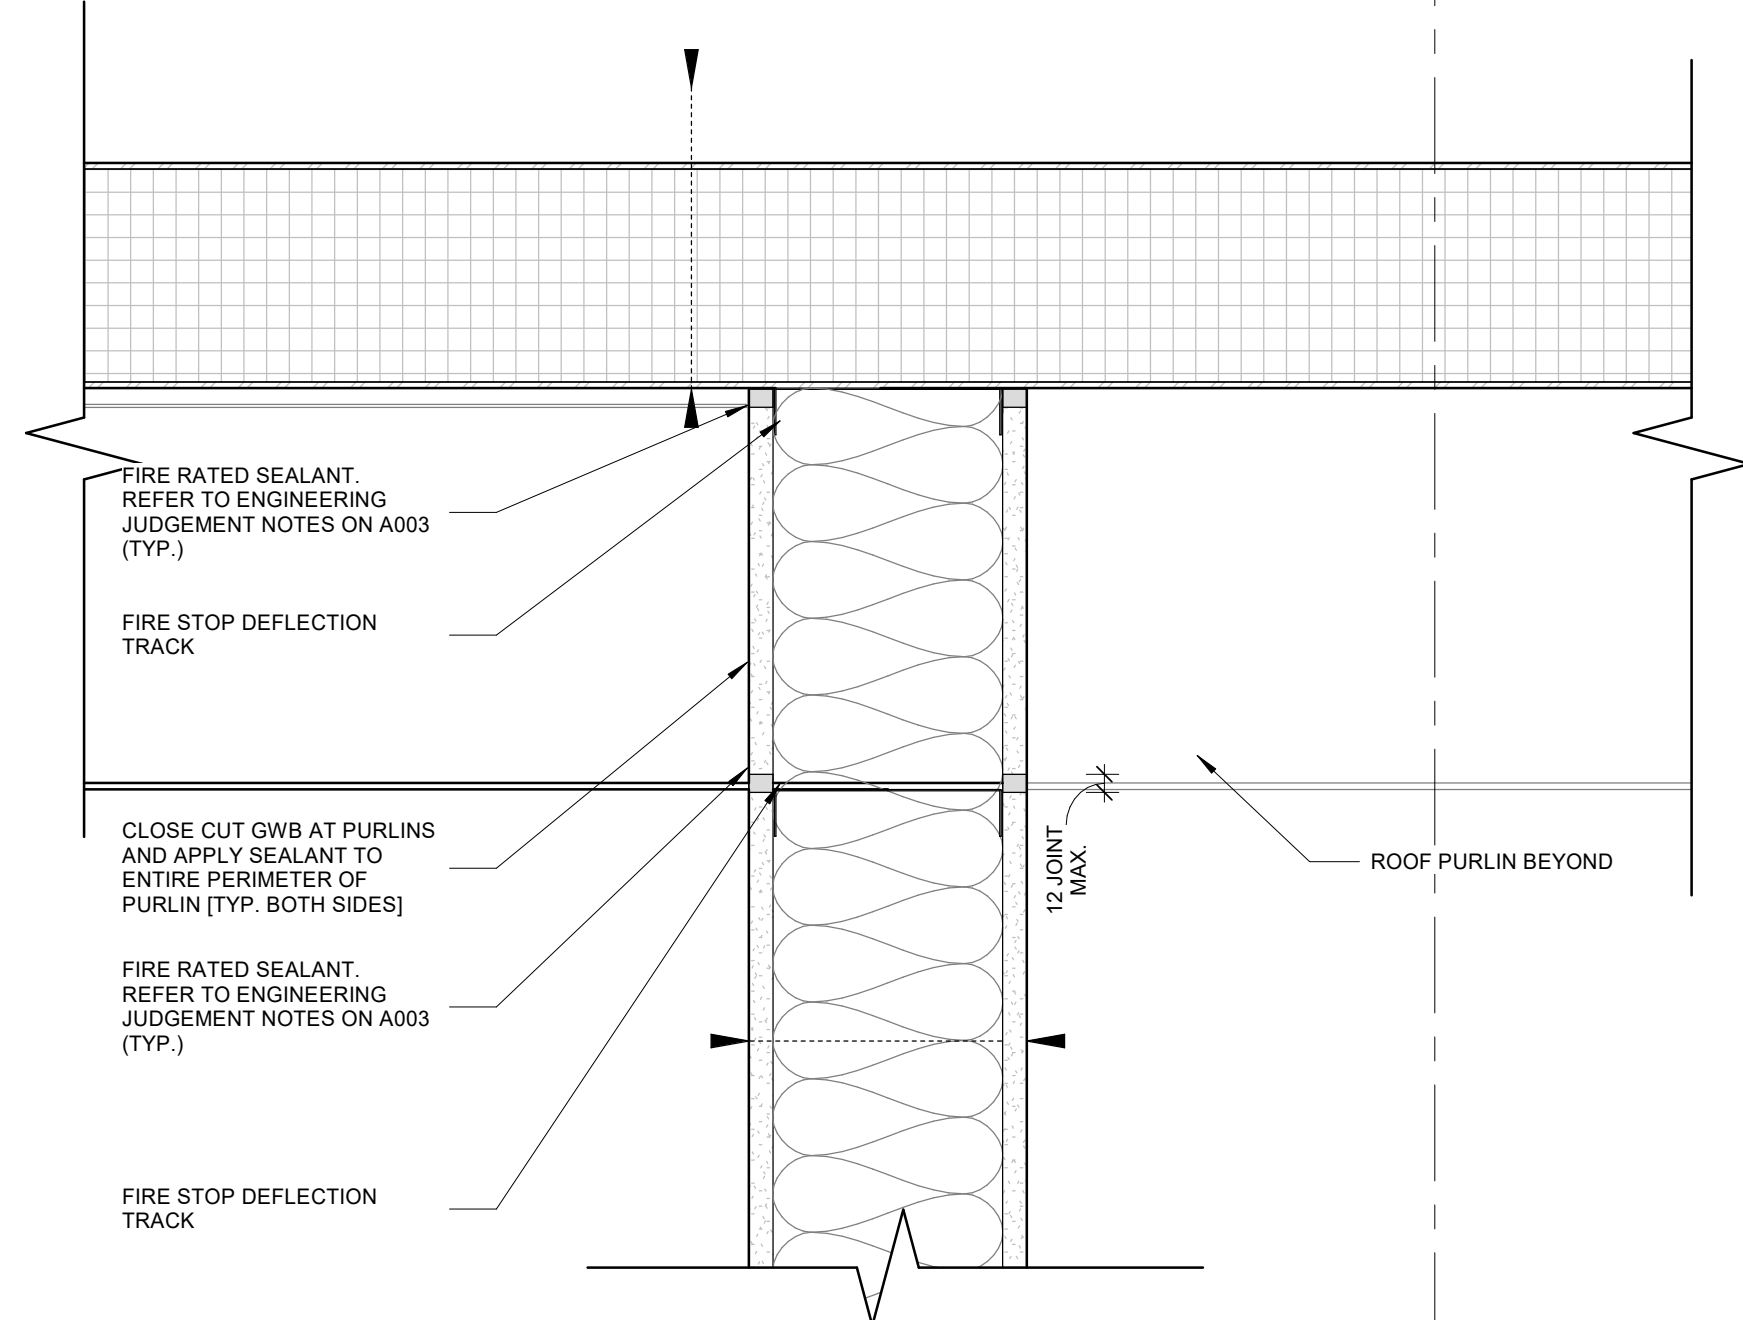 FIRE RATED SEALANT.
REFER TO ENGINEERING
JUDGEMENT NOTES ON A003
(TYP.)
FIRE STOP DEFLECTION
TRACK
CLOSE CUT GWB AT PURLINS
AND APPLY SEALANT TO
ENTIRE PERIMETER OF
PURLIN [TYP. BOTH SIDES]
FIRE RATED SEALANT.
REFER TO ENGINEERING
JUDGEMENT NOTES ON A003
(TYP.)
FIRE STOP DEFLECTION
TRACK
12 JOINT
MAX.
ROOF PURLIN BEYOND